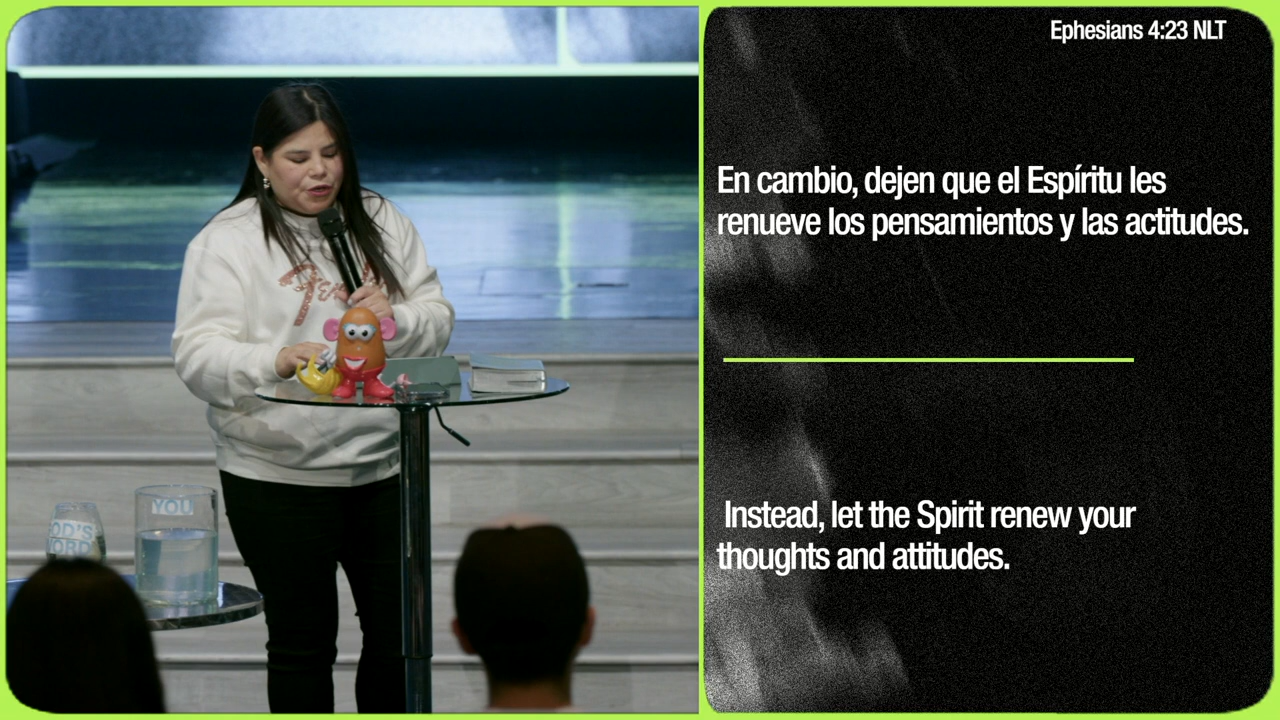 Ephesians 4:23 NLT
En cambio, dejen que el Espíritu les
renueve los pensamientos y las actitudes.
Instead, let the Spirit renew your
thoughts and attitudes.
YOU